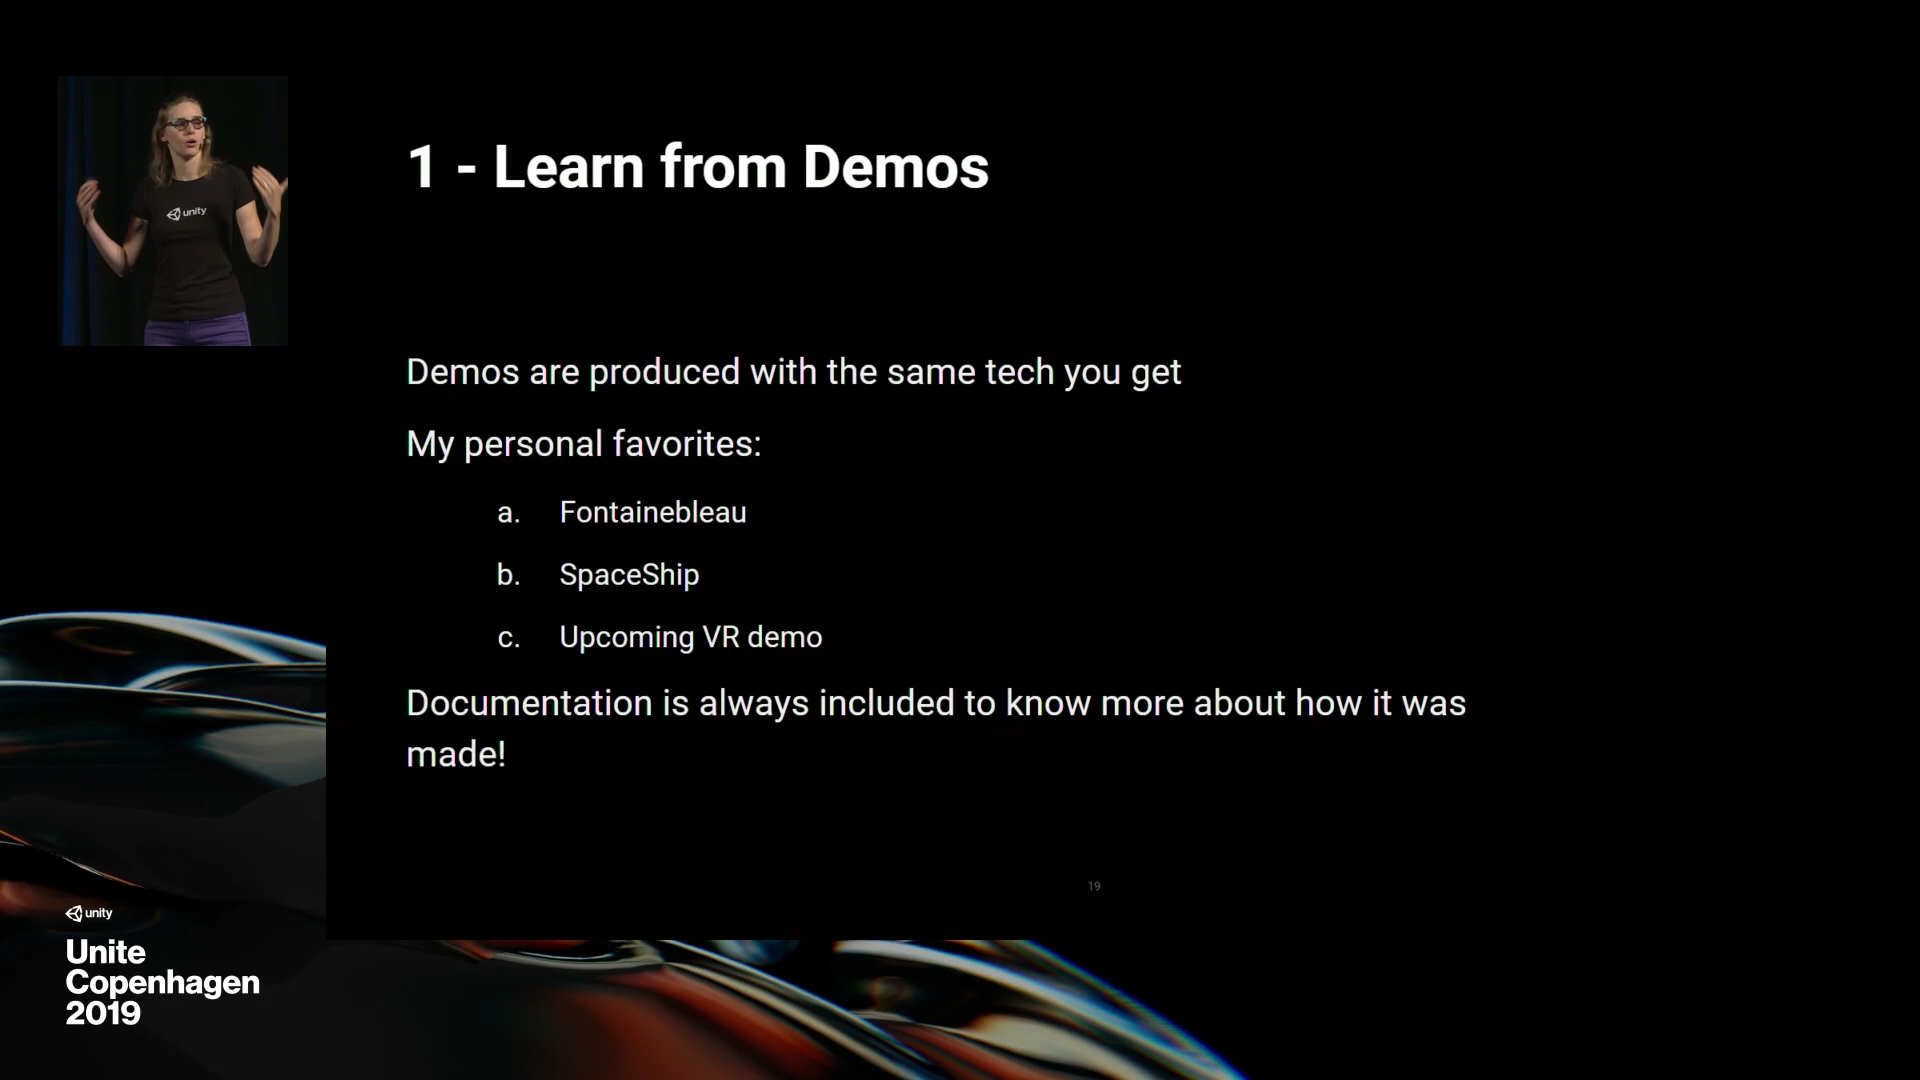 unity
1 - Learn from Demos
Demos are produced with the same tech you get
My personal favorites:
a. Fontainebleau
b. SpaceShip
c. Upcoming VR demo
Documentation is always included to know more about how it was
made!
19
unity
Unite
Copenhagen
2019